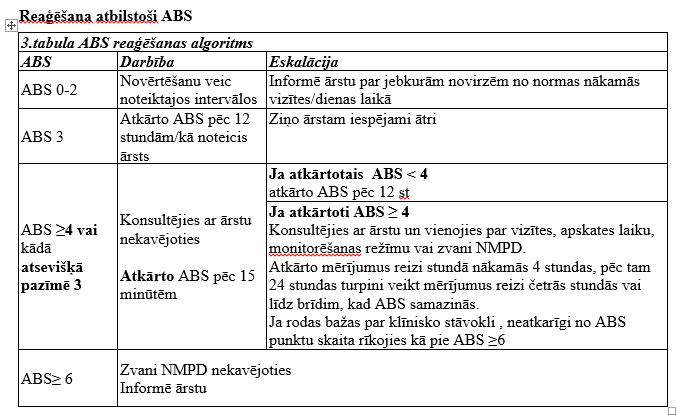 Reaģēšana atbilstoši ABS
3.tabula ABS reaģēšanas algoritms
ABS
Darbība
Eskalācija
ABS 0-2
Novērtēšanu veic
noteiktajos intervālos
Informē ārstu par jebkurām novirzēm no normas nākamās
vizītes/dienas laikā
ABS 3
Atkārto ABS pēc 12
stundām/kā noteicis
ārsts
Ziņo ārstam iespējami ātri
ABS ≥4 vai
kādā
atsevišķā
pazīmē 3
Konsultējies ar ārstu
nekavējoties
Atkārto ABS pēc 15
minūtēm
Ja atkārtotais ABS < 4
atkārto ABS pēc 12 st
Ja atkārtoti ABS ≥ 4
Konsultējies ar ārstu un vienojies par vizītes, apskates laiku,
monitorēšanas režīmu vai zvani NMPD.
Atkārto mērījumus reizi stundā nākamās 4 stundas, pēc tam
24 stundas turpini veikt mērījumus reizi četrās stundās vai
līdz brīdim, kad ABS samazinās.
Ja rodas bažas par klīnisko stāvokli , neatkarīgi no ABS
punktu skaita rīkojies kā pie ABS ≥6
ABS≥ 6
Zvani NMPD nekavējoties
Informē ārstu